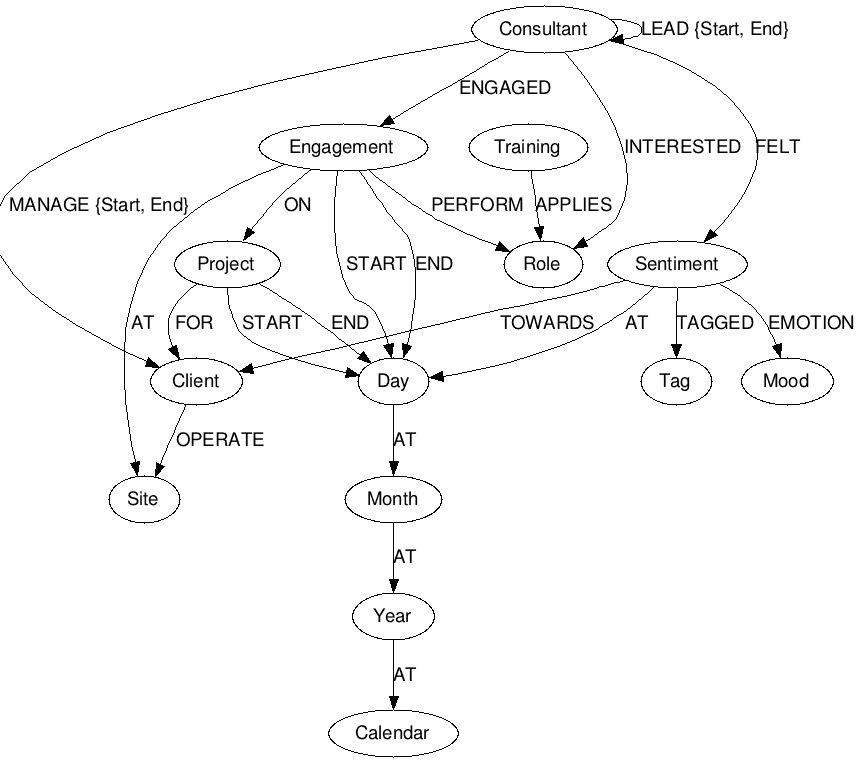 Consultant
LEAD {Start, End}
ENGAGED
Engagement
Training
INTERESTED
FELT
MANAGE {Start, End}
ON
PERFORM
APPLIES
Project
START
END
Role
Sentiment
AT
FOR
START
END
TOWARDS
AT
TAGGED
EMOTION
Client
Day
Tag
Mood
OPERATE
AT
Site
Month
AT
Year
AT
Calendar